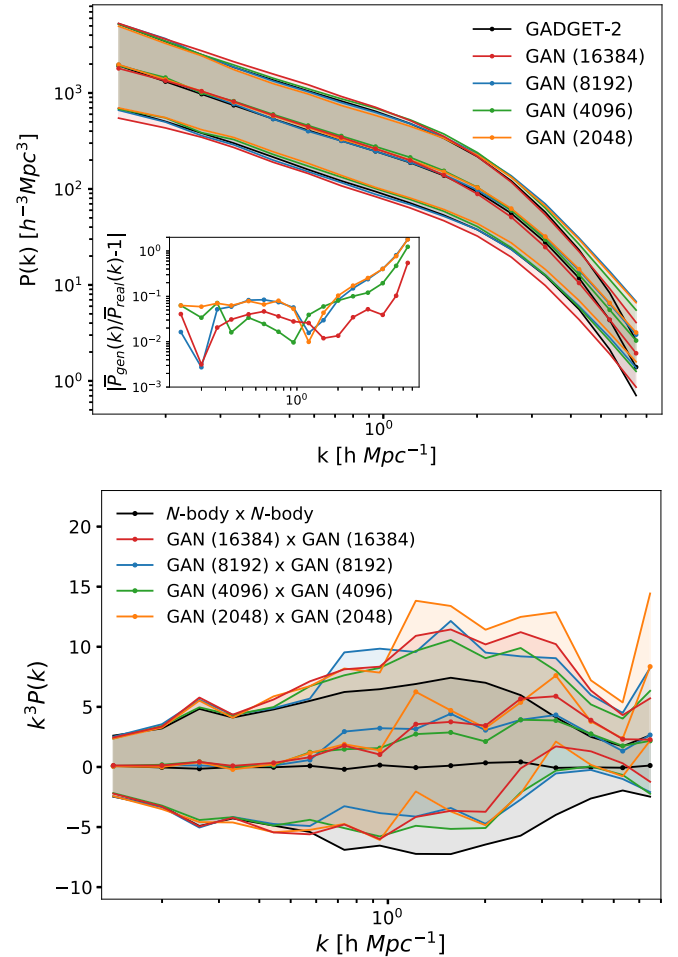 GADGET-2
GAN (16384)
GAN (8192)
GAN (4096)
GAN (2048)
P(k) [h⁻³Mpc³]
10³
10²
10¹
10⁰
|P̅gen(k)/P̅real(k)-1|
10⁰
10⁻¹
10⁻²
10⁻³
10⁰
10⁰
k [h Mpc⁻¹]
N-body x N-body
GAN (16384) x GAN (16384)
GAN (8192) x GAN (8192)
GAN (4096) x GAN (4096)
GAN (2048) x GAN (2048)
k³P(k)
20
15
10
5
0
−5
−10
10⁰
k [h Mpc⁻¹]